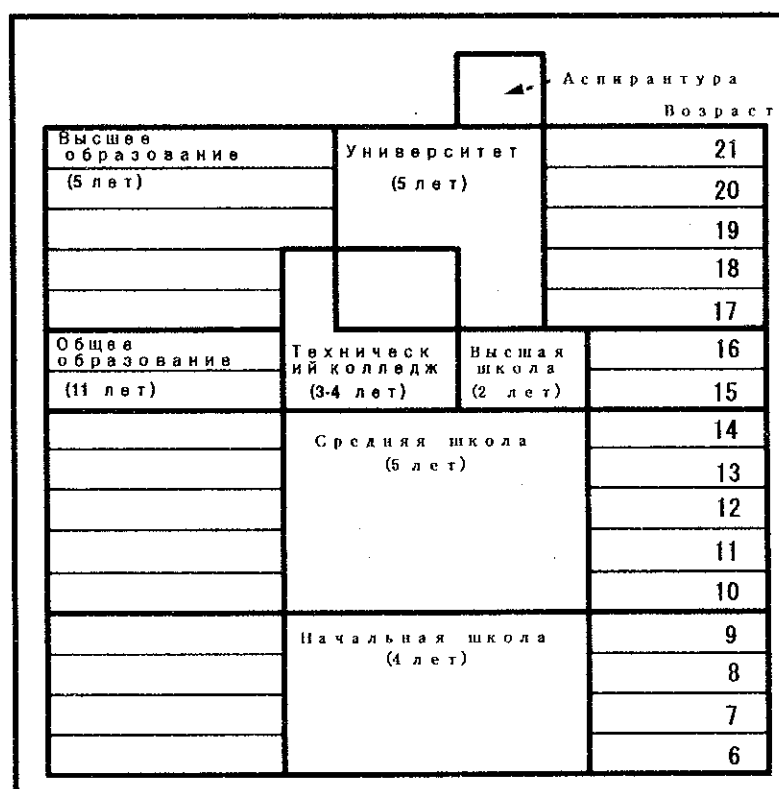 Аспирантура
Возраст
Высшее
образование
(5 лет)
Университет
(5 лет)
21
20
19
18
17
Общее
образование
(11 лет)
Техническ
ий колледж
(3-4 лет)
Высшая
школа
(2 лет)
16
15
Средняя школа
(5 лет)
14
13
12
11
10
Начальная школа
(4 лет)
9
8
7
6